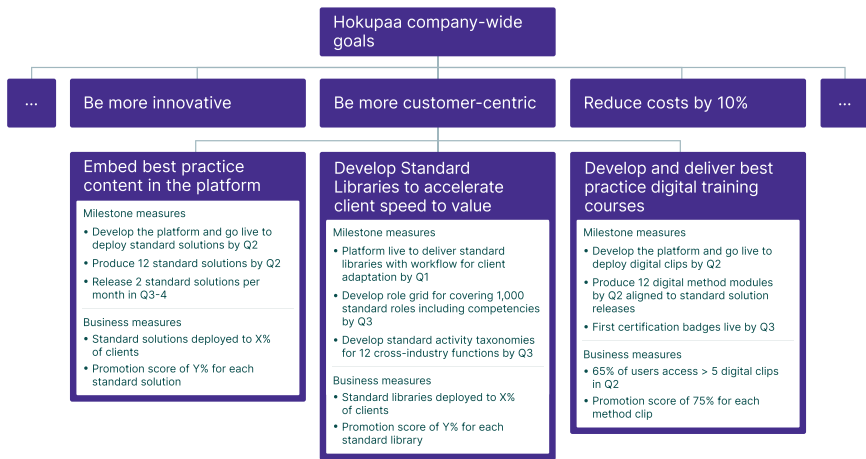 Hokupaa company-wide
goals
...
Be more innovative
Be more customer-centric
Reduce costs by 10%
...
Embed best practice
content in the platform
Milestone measures
• Develop the platform and go live to
deploy standard solutions by Q2
• Produce 12 standard solutions by Q2
• Release 2 standard solutions per
month in Q3-4
Business measures
• Standard solutions deployed to X%
of clients
• Promotion score of Y% for each
standard solution
Develop Standard
Libraries to accelerate
client speed to value
Milestone measures
• Platform live to deliver standard
libraries with workflow for client
adaptation by Q1
• Develop role grid for covering 1,000
standard roles including competencies
by Q3
• Develop standard activity taxonomies
for 12 cross-industry functions by Q3
Business measures
• Standard libraries deployed to X%
of clients
• Promotion score of Y% for each
standard library
Develop and deliver best
practice digital training
courses
Milestone measures
• Develop the platform and go live to
deploy digital clips by Q2
• Produce 12 digital method modules
by Q2 aligned to standard solution
releases
• First certification badges live by Q3
Business measures
• 65% of users access > 5 digital clips
in Q2
• Promotion score of 75% for each
method clip